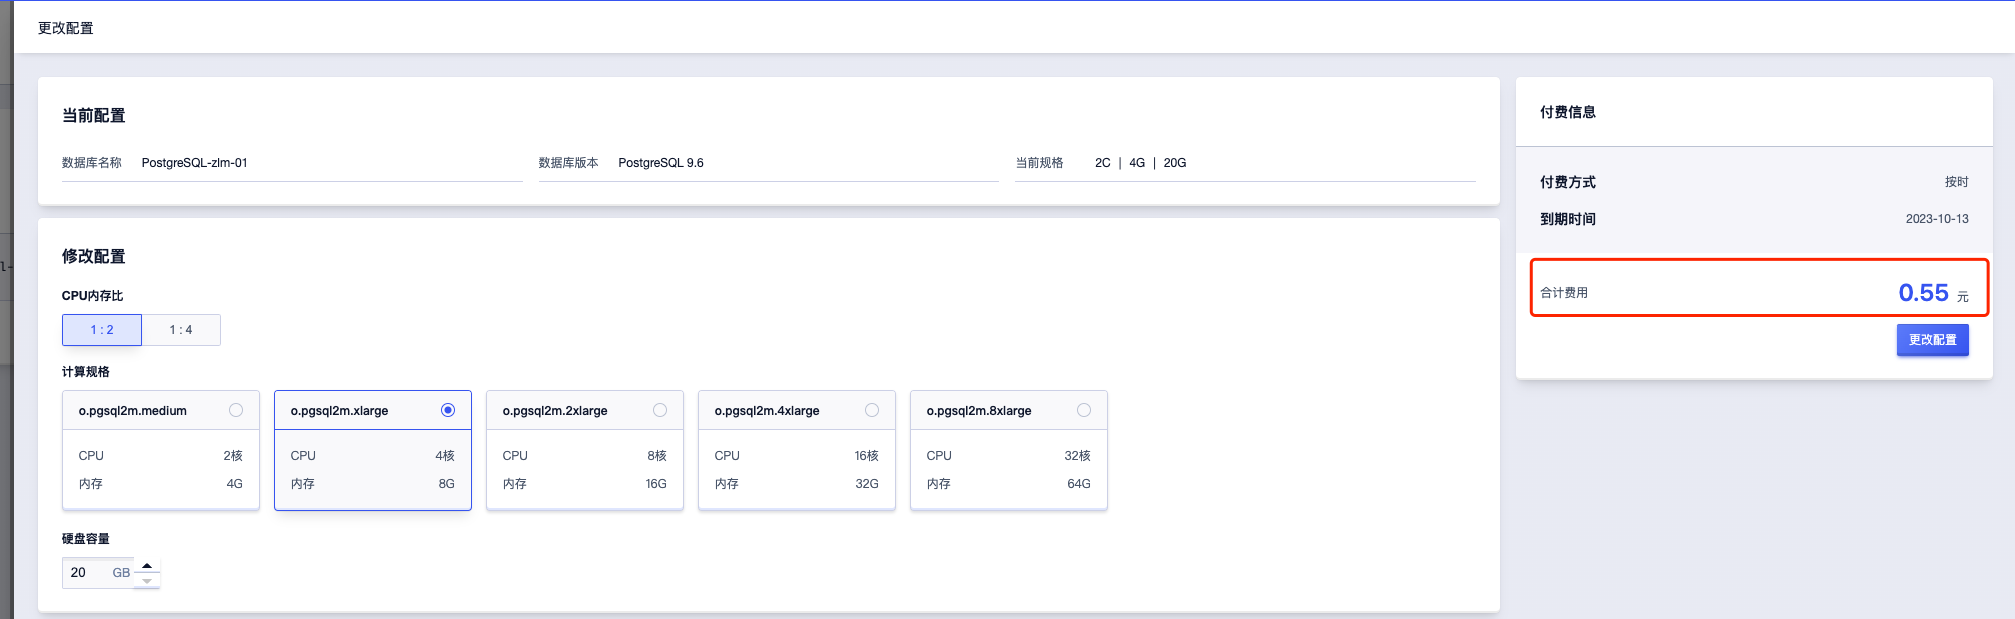 更改配置
当前配置
数据库名称 PostgreSQL-zlm-01 数据库版本 PostgreSQL 9.6 当前规格 2C | 4G | 20G
修改配置
CPU内存比
1 : 2 1 : 4
计算规格
o.pgsql2m.medium o.pgsql2m.xlarge o.pgsql2m.2xlarge o.pgsql2m.4xlarge o.pgsql2m.8xlarge
CPU 2核 CPU 4核 CPU 8核 CPU 16核 CPU 32核
内存 4G 内存 8G 内存 16G 内存 32G 内存 64G
硬盘容量
20 GB
付费信息
付费方式 按时
到期时间 2023-10-13
合计费用 0.55 元
更改配置